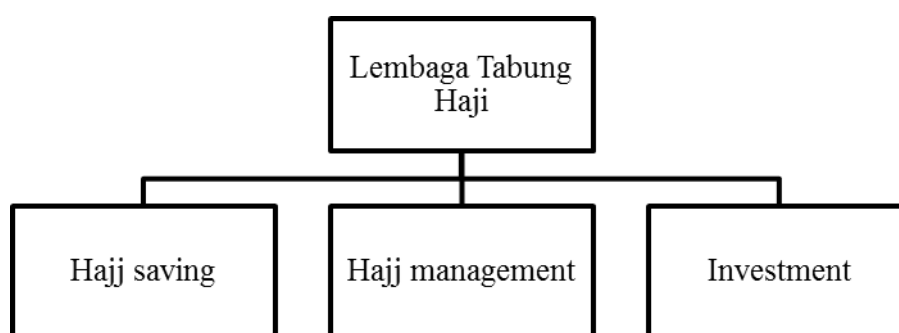 Lembaga Tabung
Haji
Hajj saving
Hajj management
Investment